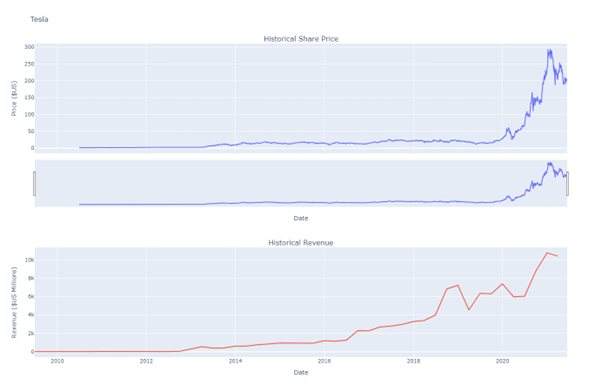 Tesla
Historical Share Price
300
250
200
150
100
50
0
Price ($US)
Date
Historical Revenue
10k
8k
6k
4k
2k
0
Revenue ($US Millions)
2010 2012 2014 2016 2018 2020
Date